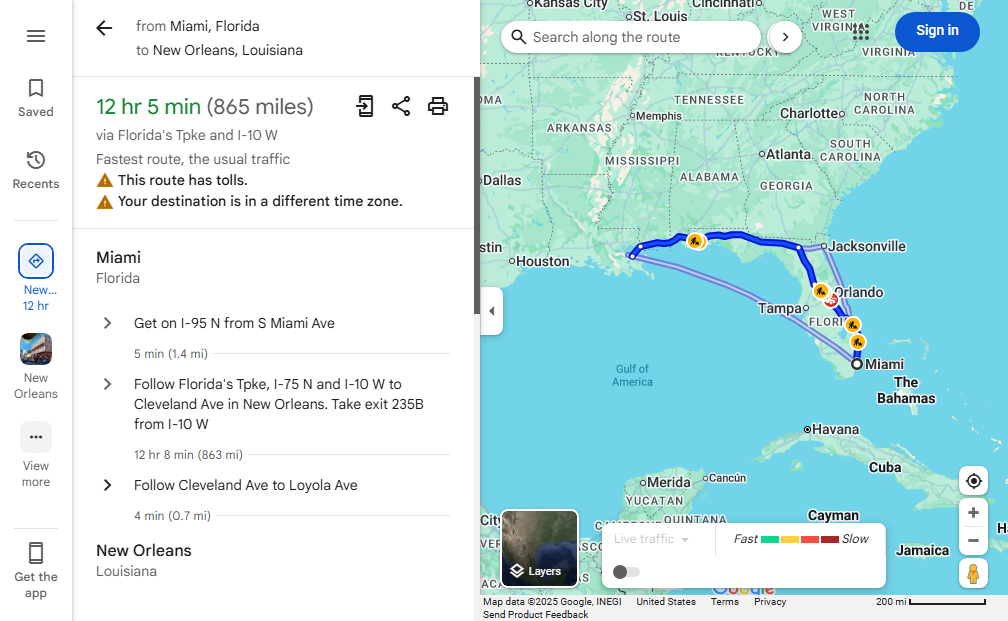 Saved
Recents
New...
12 hr
New
Orleans
View
more
Get the
app
from Miami, Florida
to New Orleans, Louisiana
12 hr 5 min (865 miles)
via Florida's Tpke and I-10 W
Fastest route, the usual traffic
This route has tolls.
Your destination is in a different time zone.
Miami
Florida
Get on I-95 N from S Miami Ave
5 min (1.4 mi)
Follow Florida's Tpke, I-75 N and I-10 W to
Cleveland Ave in New Orleans. Take exit 235B
from I-10 W
12 hr 8 min (863 mi)
Follow Cleveland Ave to Loyola Ave
4 min (0.7 mi)
New Orleans
Louisiana
Search along the route
Sign in
Kansas City
Cincinnati
DE
St. Louis
WEST
VIRGINIA
KENTUCKY
VIRGINIA
OMA
TENNESSEE
NORTH
CAROLINA
Memphis
Charlotte
ARKANSAS
SOUTH
CAROLINA
Atlanta
MISSISSIPPI
Dallas
ALABAMA
GEORGIA
stin
Houston
Jacksonville
Orlando
Tampa
FLORI
Miami
Gulf of
America
The
Bahamas
Havana
Cuba
Merida
Cancún
YUCATAN
Cayman
QUINTANA
City
Jamaica
H
Live traffic
Fast
Slow
Layers
Google
Map data ©2025 Google, INEGI
United States
Terms
Privacy
200 mi
Send Product Feedback